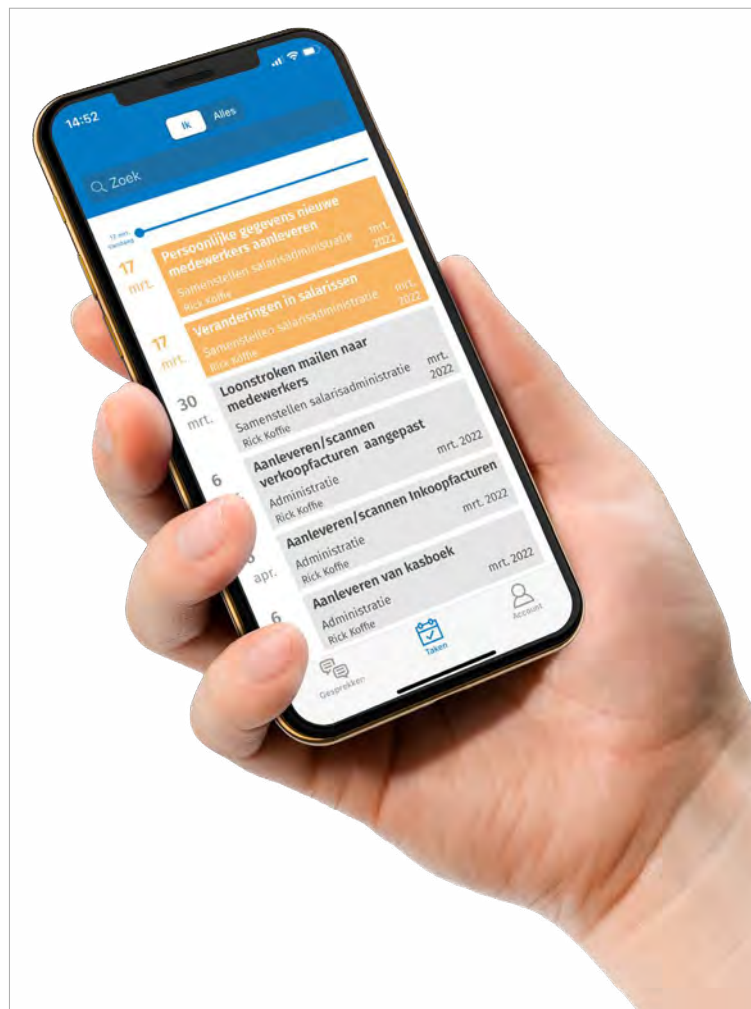 14:52
Ik Alles
Zoek
vandaag
17 mrt.
Persoonlijke gegevens nieuwe
medewerkers aanleveren
Samenstellen salarisadministratie mrt. 2022
Rick Koffie
17 mrt.
Veranderingen in salarissen
Samenstellen salarisadministratie mrt. 2022
Rick Koffie
30 mrt.
Loonstroken mailen naar
medewerkers
Samenstellen salarisadministratie mrt. 2022
Rick Koffie
6
Aanleveren/scannen
verkoopfacturen aangepast
Administratie mrt. 2022
Rick Koffie
apr.
Aanleveren/scannen Inkoopfacturen
Administratie mrt. 2022
Rick Koffie
6
Aanleveren van kasboek
Administratie mrt. 2022
Rick Koffie
Gesprekken Taken Account